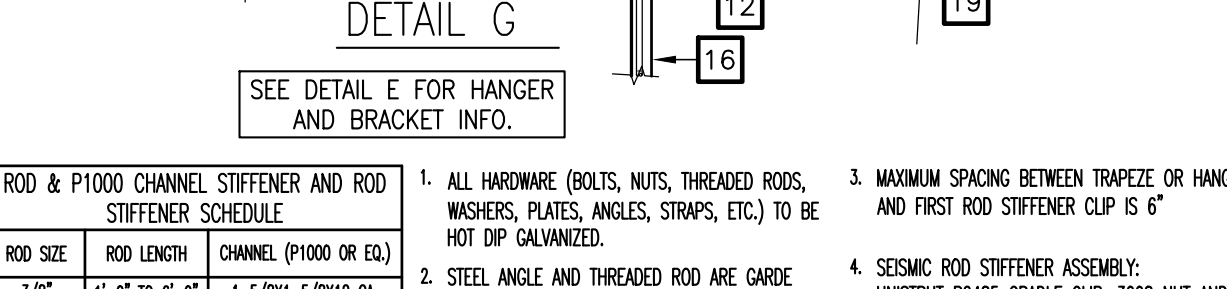 DETAIL G
12
19
16
SEE DETAIL E FOR HANGER
AND BRACKET INFO.
ROD & P1000 CHANNEL STIFFENER AND ROD
STIFFENER SCHEDULE
ROD SIZE ROD LENGTH CHANNEL (P1000 OR EQ.)
1. ALL HARDWARE (BOLTS, NUTS, THREADED RODS,
WASHERS, PLATES, ANGLES, STRAPS, ETC.) TO BE
HOT DIP GALVANIZED.
2. STEEL ANGLE AND THREADED ROD ARE GARDE
3. MAXIMUM SPACING BETWEEN TRAPEZE OR HANG
AND FIRST ROD STIFFENER CLIP IS 6"
4. SEISMIC ROD STIFFENER ASSEMBLY: